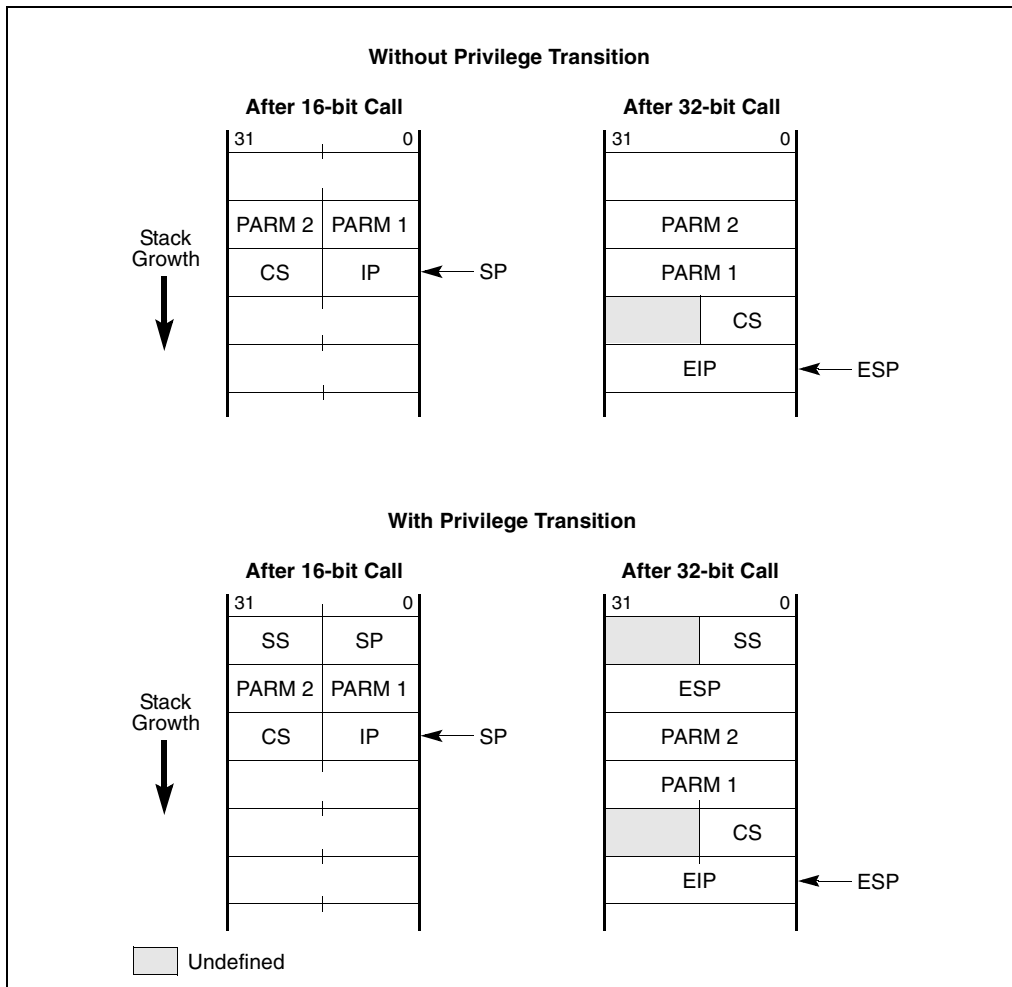 Without Privilege Transition
After 16-bit Call
After 32-bit Call
31 0
31 0
PARM 2 PARM 1
PARM 2
Stack
Growth
CS IP
SP
PARM 1
CS
EIP
ESP
With Privilege Transition
After 16-bit Call
After 32-bit Call
31 0
31 0
SS SP
SS
PARM 2 PARM 1
ESP
Stack
Growth
CS IP
SP
PARM 2
PARM 1
CS
EIP
ESP
Undefined